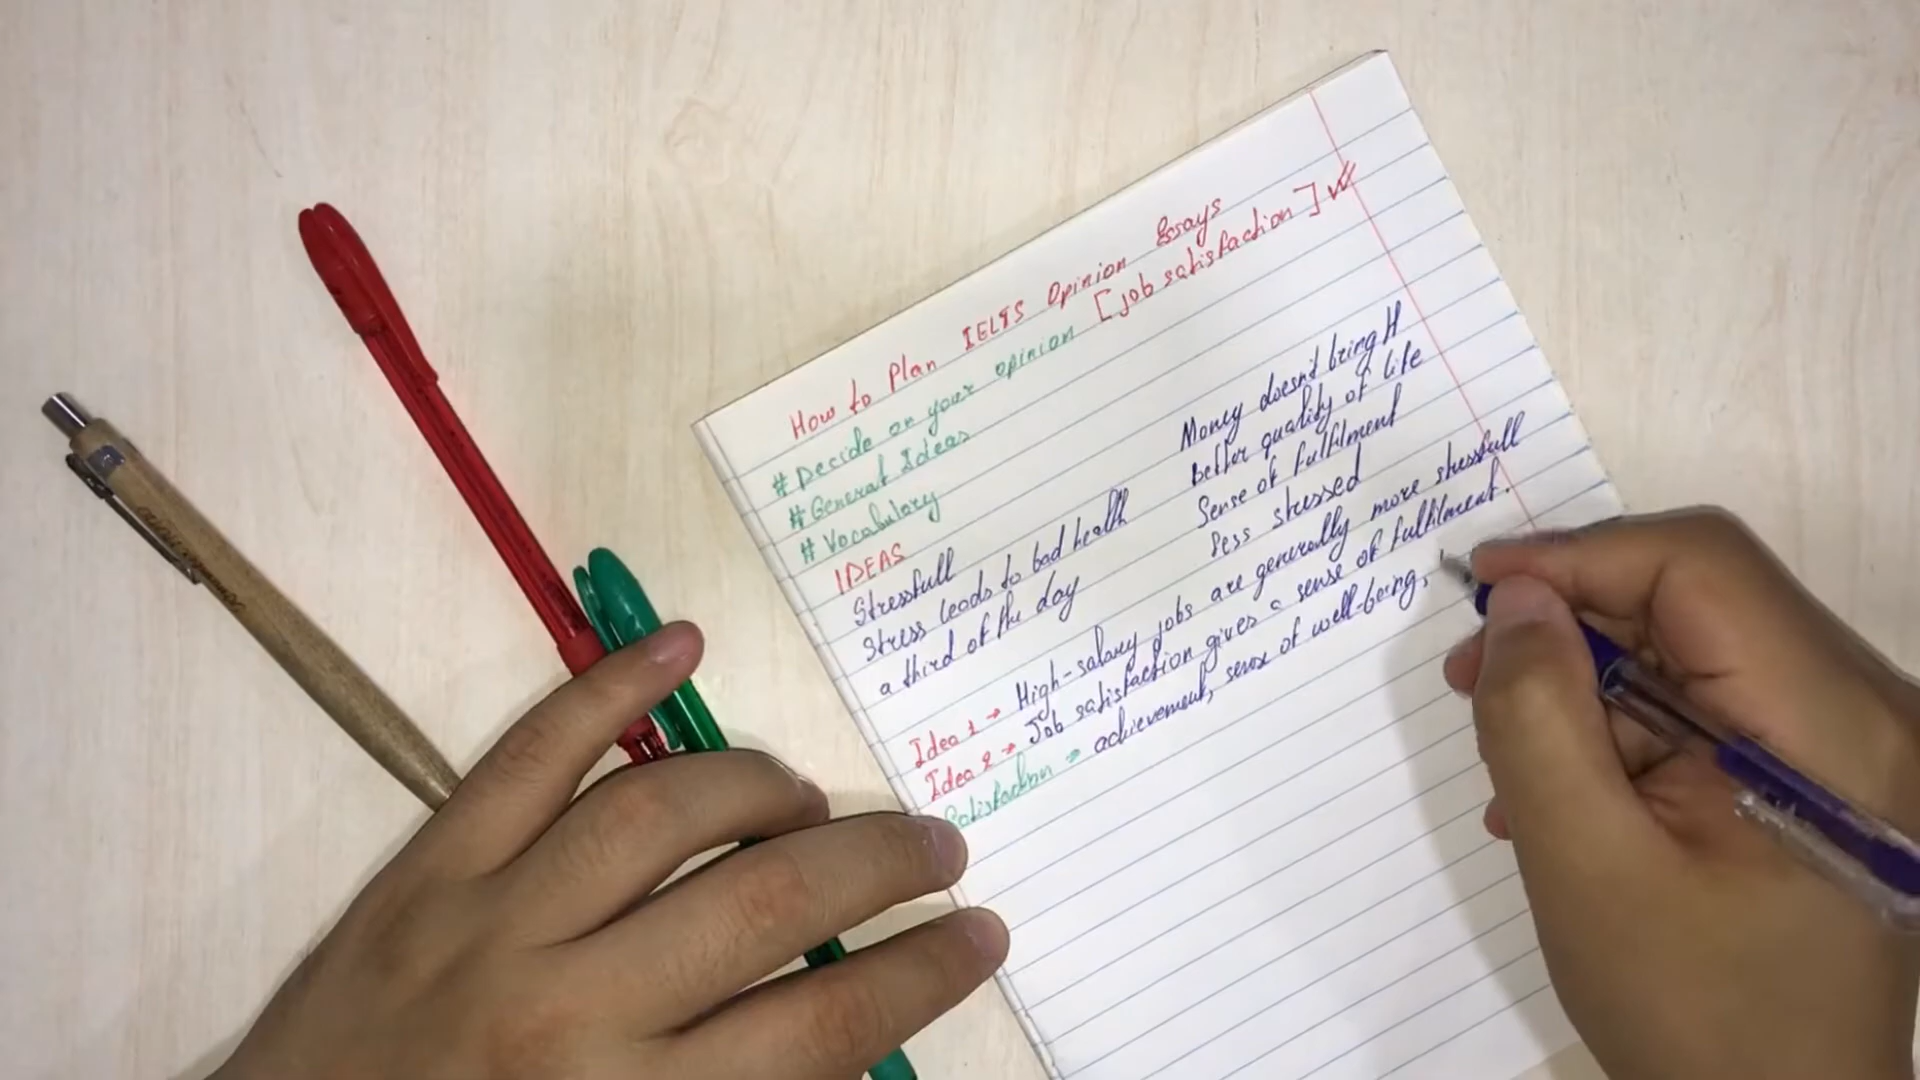 How to Plan IELTS Opinion Essays
# Decide on your opinion [job satisfaction]
# Generat Ideas
# Vocabulary
IDEAS
Stressfull
Stress leads to bad health
a third of the day
Money doesn't bring H
Better quality of life
Sense of fulfilment
less stressed
Idea 1 → High-salary jobs are generally more stressfull
Idea 2 → Job satisfaction gives a sense of fulfilment.
Satisfaction → achievement, sense of well-being,